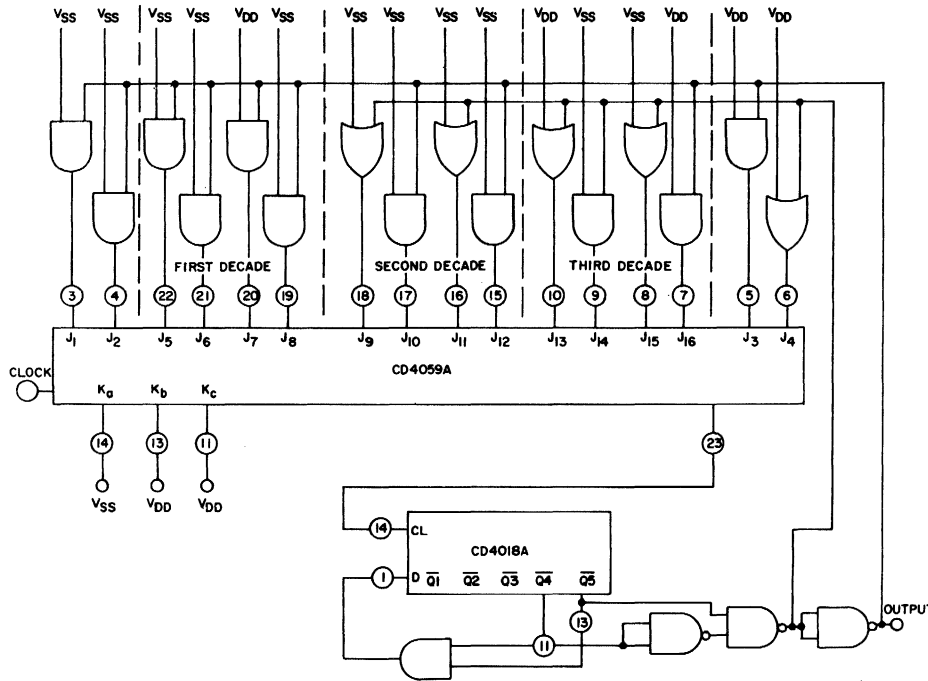 VSS VSS VSS VSS VDD VSS VSS VSS VSS VSS VDD VSS VSS VDD VDD VDD
FIRST DECADE SECOND DECADE THIRD DECADE
3 4 22 21 20 19 18 17 16 15 10 9 8 7 5 6
J1 J2 J5 J6 J7 J8 J9 J10 J11 J12 J13 J14 J15 J16 J3 J4
CD4059A
CLOCK
Ka Kb Kc
14 13 11 23
VSS VDD VDD
14 CL
CD4018A
1 D Q1 Q2 Q3 Q4 Q5
13
OUTPUT
11